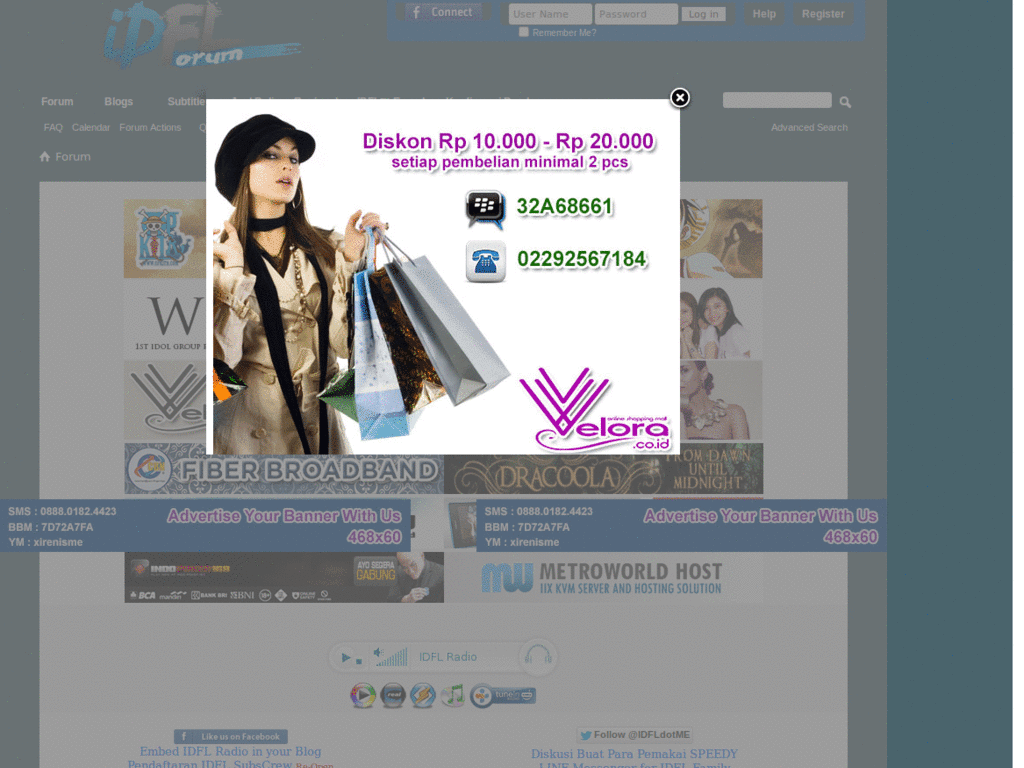 iDFL
orum
Connect
User Name
Password
Log in
Help
Register
Remember Me?
Forum
Blogs
Advanced Search
FAQ
Calendar
Forum Actions
Forum
Diskon Rp 10.000 - Rp 20.000
setiap pembelian minimal 2 pcs
32A68661
02292567184
Velora
.co.id
1ST IDOL GROUP
FIBER BROADBAND
DRACOOLA
FROM DAWN
UNTIL
MIDNIGHT
SMS : 0888.0182.4423
BBM : 7D72A7FA
YM : xirenisme
Advertise Your Banner With Us
468x60
SMS : 0888.0182.4423
BBM : 7D72A7FA
YM : xirenisme
Advertise Your Banner With Us
468x60
AYO SEGERA
GABUNG
BCA mandiri BANK BRI BNI
MW METROWORLD HOST
IIX KVM SERVER AND HOSTING SOLUTION
IDFL Radio
real
tunein
Like us on Facebook
Follow @IDFLdotME
Embed IDFL Radio in your Blog
Pendaftaran IDFL SubsCrew Re-Open
Diskusi Buat Para Pemakai SPEEDY
LINE Messenger for IDFL Family